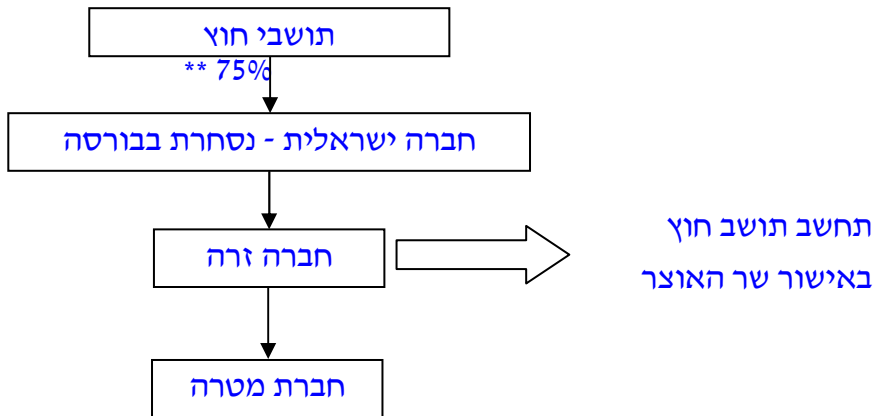 תושבי חוץ
75% **
חברה ישראלית - נסחרת בבורסה
חברה זרה
תחשב תושב חוץ
באישור שר האוצר
חברת מטרה